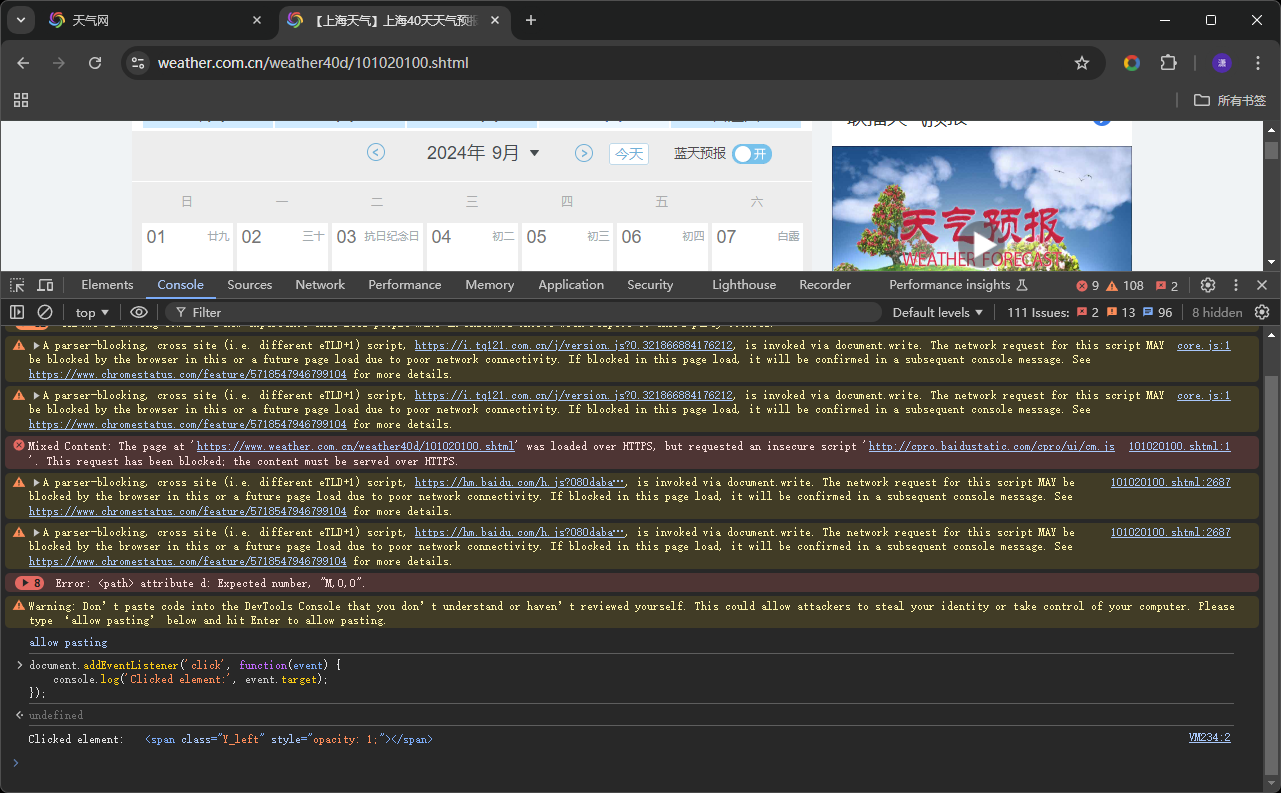 天气网
【上海天气】上海40天天气预报
weather.com.cn/weather40d/101020100.shtml
所有书签
2024年 9月
今天
蓝天预报
开
日 一 二 三 四 五 六
01 廿九 02 三十 03 抗日纪念日 04 初二 05 初三 06 初四 07 白露
天气预报
WEATHER FORECAST
Elements Console Sources Network Performance Memory Application Security Lighthouse Recorder Performance insights 9 108 2
top Filter Default levels 111 Issues: 2 13 96 8 hidden
A parser-blocking, cross site (i.e. different eTLD+1) script, https://i.tq121.com.cn/j/version.js?0.321866884176212, is invoked via document.write. The network request for this script MAY core.js:1
be blocked by the browser in this or a future page load due to poor network connectivity. If blocked in this page load, it will be confirmed in a subsequent console message. See
https://www.chromestatus.com/feature/5718547946799104 for more details.
A parser-blocking, cross site (i.e. different eTLD+1) script, https://i.tq121.com.cn/j/version.js?0.321866884176212, is invoked via document.write. The network request for this script MAY core.js:1
be blocked by the browser in this or a future page load due to poor network connectivity. If blocked in this page load, it will be confirmed in a subsequent console message. See
https://www.chromestatus.com/feature/5718547946799104 for more details.
Mixed Content: The page at 'https://www.weather.com.cn/weather40d/101020100.shtml' was loaded over HTTPS, but requested an insecure script 'http://cpro.baidustatic.com/cpro/ui/cm.js 101020100.shtml:1
'. This request has been blocked; the content must be served over HTTPS.
A parser-blocking, cross site (i.e. different eTLD+1) script, https://hm.baidu.com/h.js?080daba…, is invoked via document.write. The network request for this script MAY be 101020100.shtml:2687
blocked by the browser in this or a future page load due to poor network connectivity. If blocked in this page load, it will be confirmed in a subsequent console message. See
https://www.chromestatus.com/feature/5718547946799104 for more details.
A parser-blocking, cross site (i.e. different eTLD+1) script, https://hm.baidu.com/h.js?080daba…, is invoked via document.write. The network request for this script MAY be 101020100.shtml:2687
blocked by the browser in this or a future page load due to poor network connectivity. If blocked in this page load, it will be confirmed in a subsequent console message. See
https://www.chromestatus.com/feature/5718547946799104 for more details.
8 Error: <path> attribute d: Expected number, "M,0,0".
Warning: Don’t paste code into the DevTools Console that you don’t understand or haven’t reviewed yourself. This could allow attackers to steal your identity or take control of your computer. Please
type ‘allow pasting’ below and hit Enter to allow pasting.
allow pasting
document.addEventListener('click', function(event) {
console.log('Clicked element:', event.target);
});
undefined
Clicked element: <span class="Y_left" style="opacity: 1;"></span> VM234:2